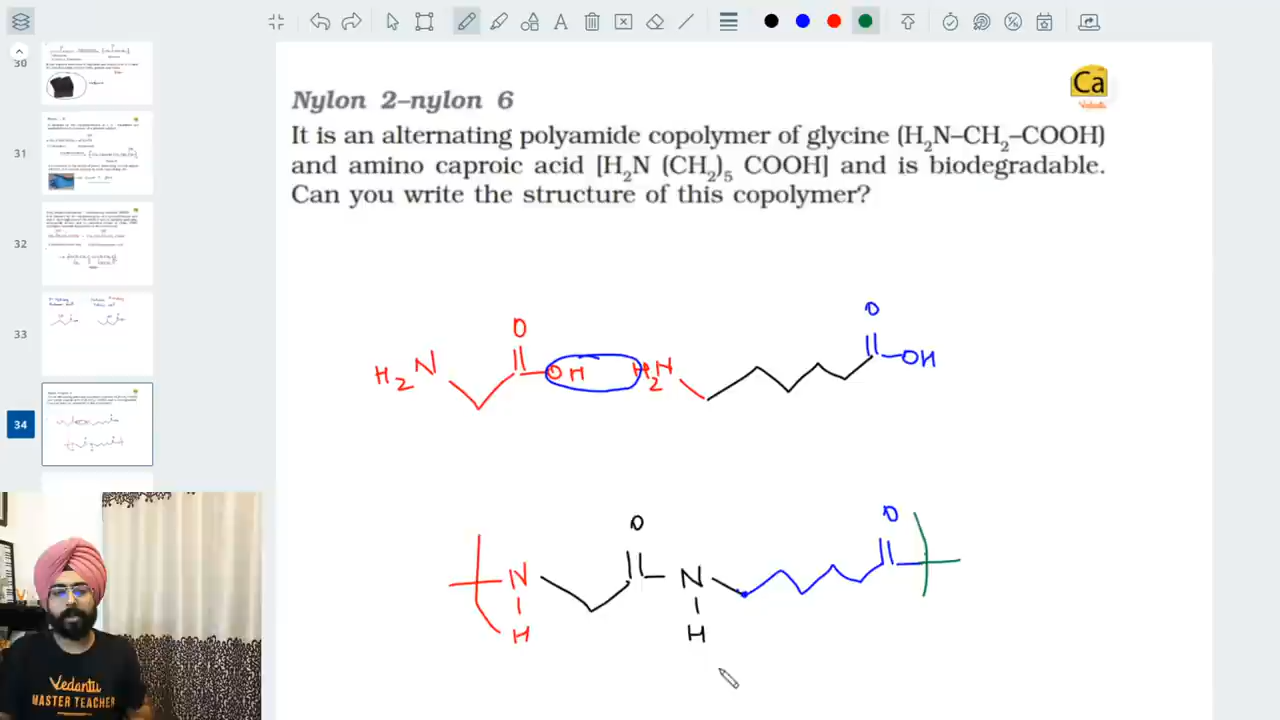 30
31
32
33
34
Ca
Vedantu
Nylon 2–nylon 6
It is an alternating polyamide copolymer of glycine (H₂N–CH₂–COOH)
and amino caproic acid [H₂N (CH₂)₅ COOH] and is biodegradable.
Can you write the structure of this copolymer?
O O
H₂N OH H₂N OH
O O
N N
H H
Vedantu
MASTER TEACHER